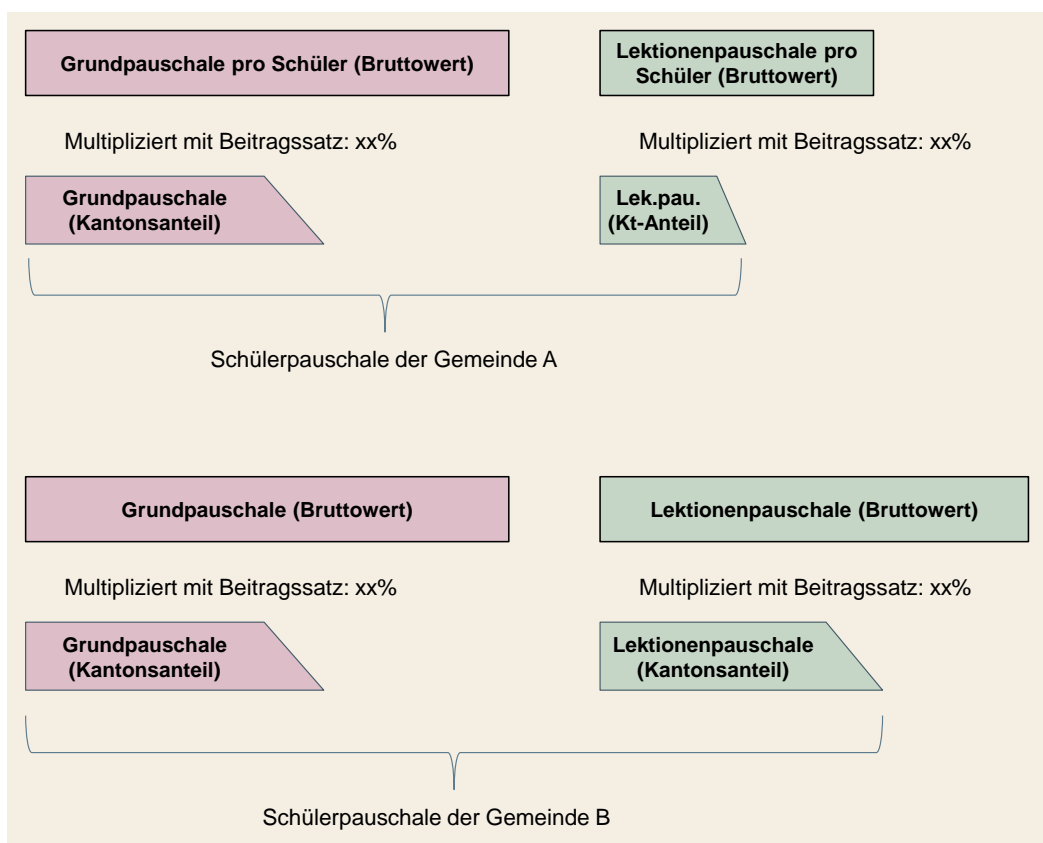 Grundpauschale pro Schüler (Bruttowert)
Lektionenpauschale pro
Schüler (Bruttowert)
Multipliziert mit Beitragssatz: xx%
Multipliziert mit Beitragssatz: xx%
Grundpauschale
(Kantonsanteil)
Lek.pau.
(Kt-Anteil)
Schülerpauschale der Gemeinde A
Grundpauschale (Bruttowert)
Lektionenpauschale (Bruttowert)
Multipliziert mit Beitragssatz: xx%
Multipliziert mit Beitragssatz: xx%
Grundpauschale
(Kantonsanteil)
Lektionenpauschale
(Kantonsanteil)
Schülerpauschale der Gemeinde B